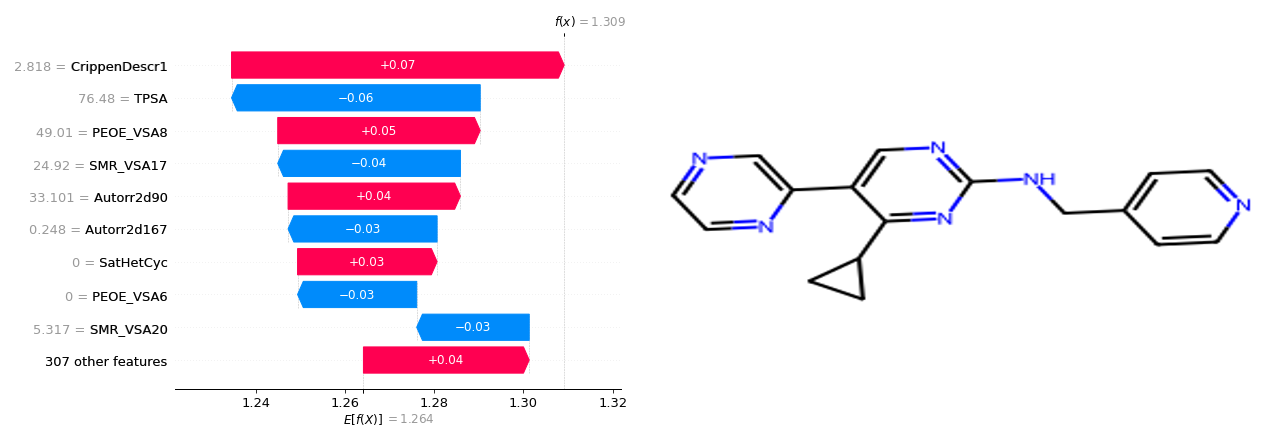 f(x) = 1.309
2.818 = CrippenDescr1
+0.07
76.48 = TPSA
−0.06
49.01 = PEOE_VSA8
+0.05
24.92 = SMR_VSA17
−0.04
33.101 = Autorr2d90
+0.04
0.248 = Autorr2d167
−0.03
0 = SatHetCyc
+0.03
0 = PEOE_VSA6
−0.03
5.317 = SMR_VSA20
−0.03
307 other features
+0.04
1.24 1.26 1.28 1.30 1.32
E[f(X)] = 1.264
N
N
N
N
NH
N